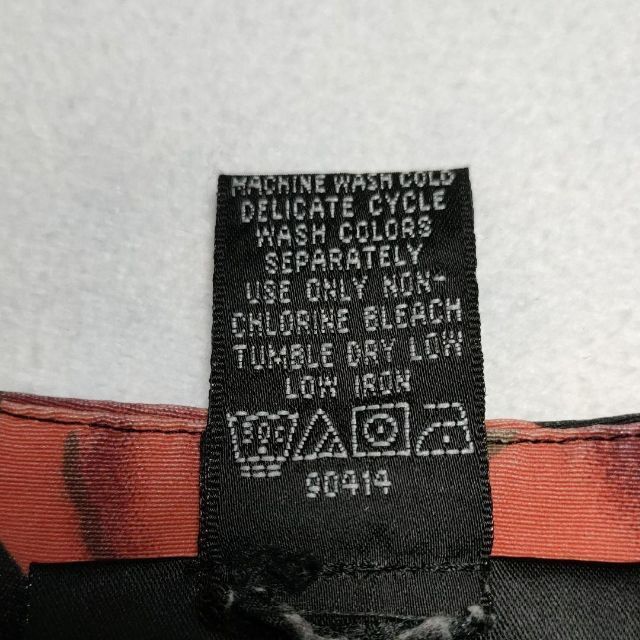 MACHINE WASH COLD
DELICATE CYCLE
WASH COLORS
SEPARATELY
USE ONLY NON-
CHLORINE BLEACH
TUMBLE DRY LOW
LOW IRON
90414